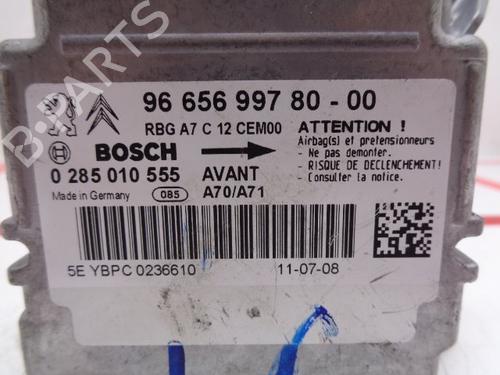 96 656 997 80 - 00
RBG A7 C 12 CEM00
ATTENTION !
Airbag(s) et pretensionneurs
- Ne pas demonter.
- RISQUE DE DECLENCHEMENT!
- Consulter la notice.
BOSCH
0 285 010 555 AVANT
Made in Germany 085 A70/A71
5E YBPC 0236610 11-07-08
B-PARTS